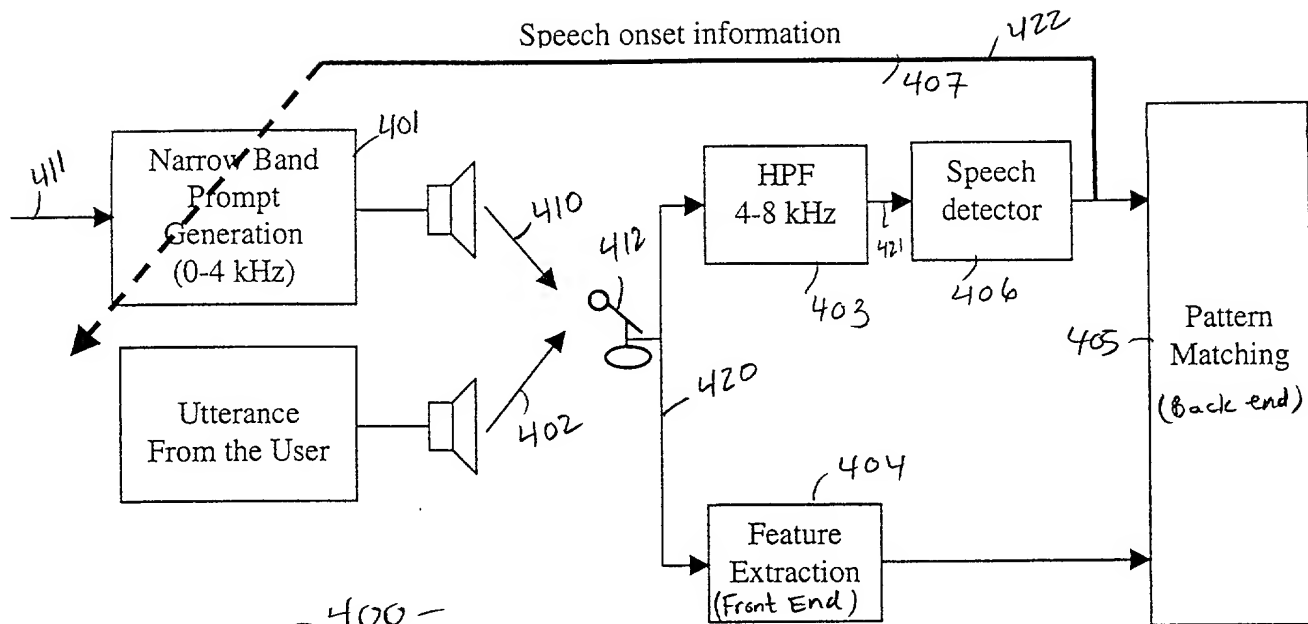 Speech onset information
422
407
401
411
Narrow Band
Prompt
Generation
(0-4 kHz)
410
412
HPF
4-8 kHz
421
Speech
detector
403
406
405
Pattern
Matching
(Back end)
420
Utterance
From the User
402
404
Feature
Extraction
(Front End)
- 400 -